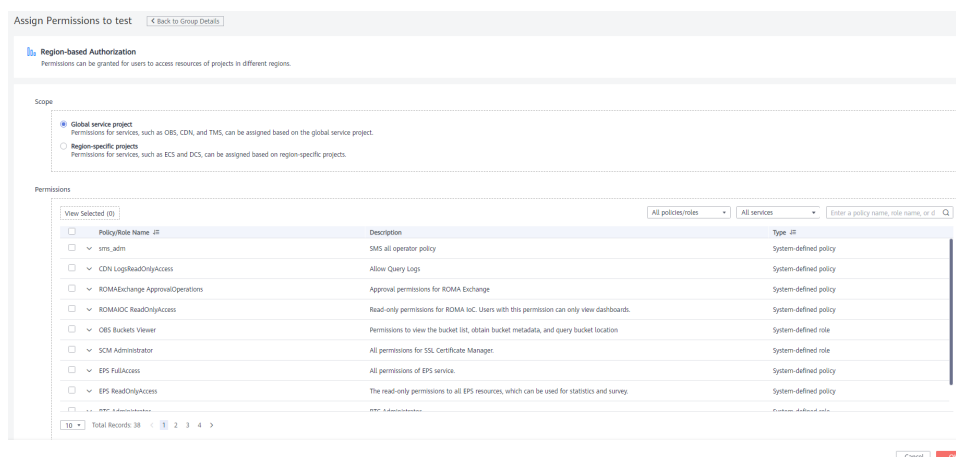 Assign Permissions to test < Back to Group Details
Region-based Authorization
Permissions can be granted for users to access resources of projects in different regions.
Scope
Global service project
Permissions for services, such as OBS, CDN, and TMS, can be assigned based on the global service project.
Region-specific projects
Permissions for services, such as ECS and DCS, can be assigned based on region-specific projects.
Permissions
View Selected (0) All policies/roles All services Enter a policy name, role name, or d
Policy/Role Name Description Type
sms_adm SMS all operator policy System-defined policy
CDN LogsReadOnlyAccess Allow Query Logs System-defined policy
ROMAExchange ApprovalOperations Approval permissions for ROMA Exchange System-defined policy
ROMAIOC ReadOnlyAccess Read-only permissions for ROMA IoC. Users with this permission can only view dashboards. System-defined policy
OBS Buckets Viewer Permissions to view the bucket list, obtain bucket metadata, and query bucket location System-defined role
SCM Administrator All permissions for SSL Certificate Manager. System-defined role
EPS FullAccess All permissions of EPS service. System-defined policy
EPS ReadOnlyAccess The read-only permissions to all EPS resources, which can be used for statistics and survey. System-defined policy
10 Total Records: 38 < 1 2 3 4 >
Cancel